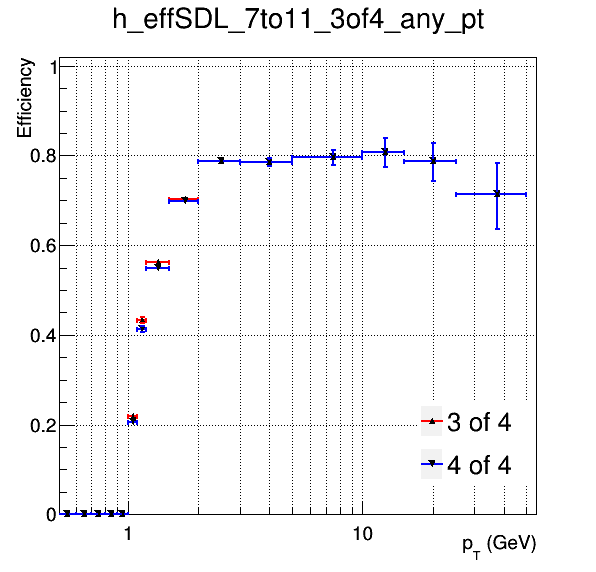 h_effSDL_7to11_3of4_any_pt
Efficiency
1
0.8
0.6
0.4
0.2
0
3 of 4
4 of 4
1
10
p_T (GeV)